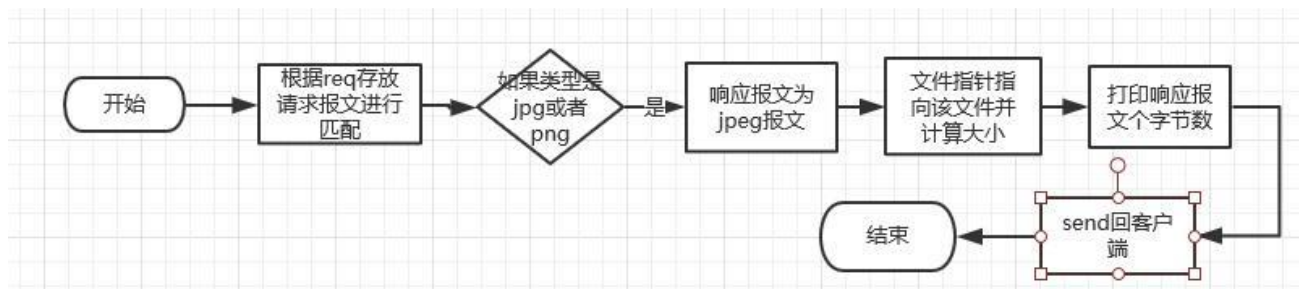 开始
根据req存放
请求报文进行
匹配
如果类型是
jpg或者
png
是
响应报文为
jpeg报文
文件指针指
向该文件并
计算大小
打印响应报
文个字节数
send回客户
端
结束